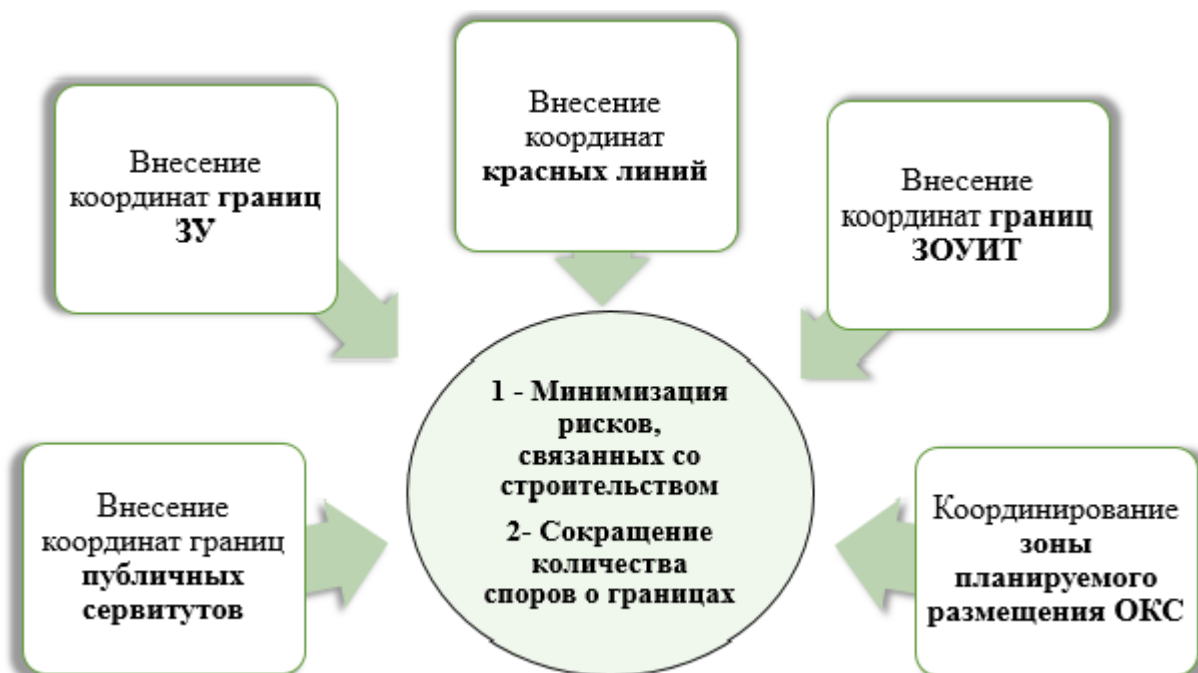 Внесение
координат
красных линий
Внесение
координат границ
ЗУ
Внесение
координат границ
ЗОУИТ
1 - Минимизация
рисков,
связанных со
строительством
2- Сокращение
количества
споров о границах
Внесение
координат границ
публичных
сервитутов
Координирование
зоны
планируемого
размещения ОКС